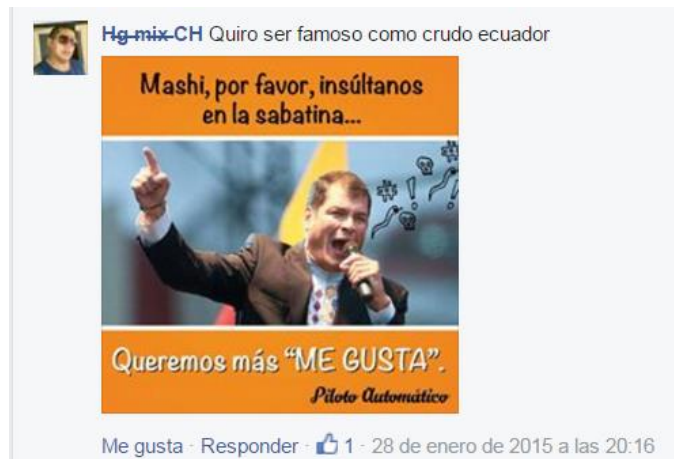 Hg mix CH Quiro ser famoso como crudo ecuador
Mashi, por favor, insúltanos
en la sabatina...
#!
#
!
Queremos más “ME GUSTA”.
Piloto Automático
Me gusta · Responder · 1 · 28 de enero de 2015 a las 20:16